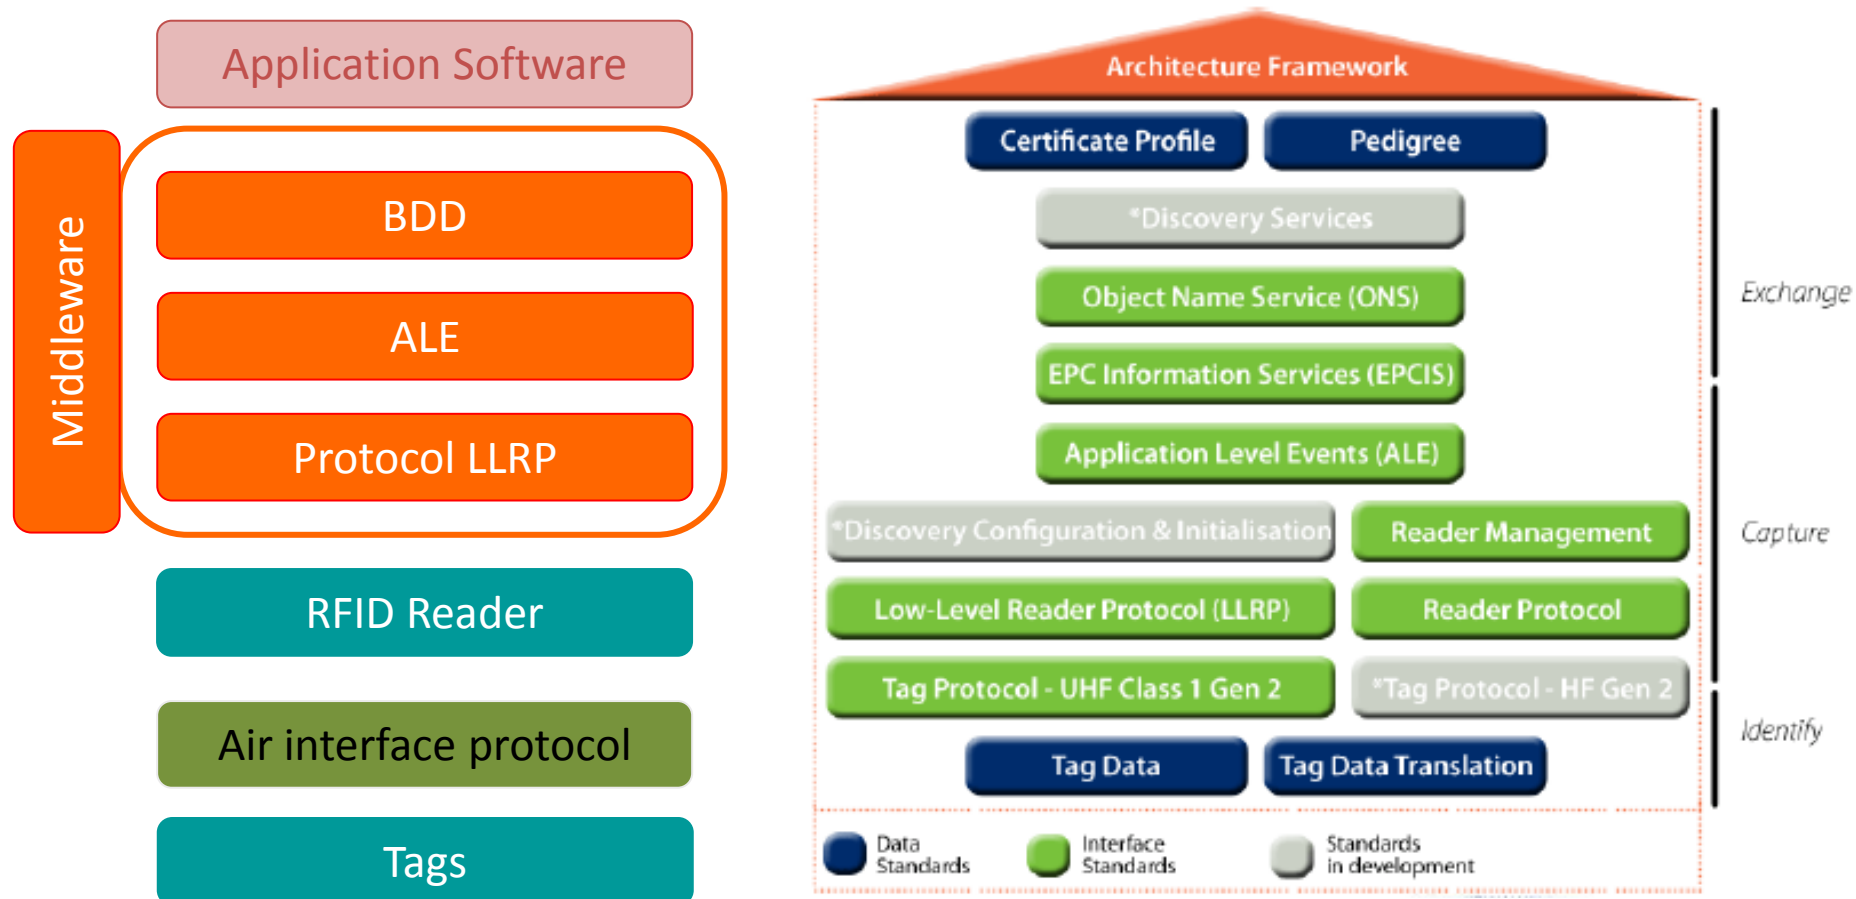 Application Software
Middleware
BDD
ALE
Protocol LLRP
RFID Reader
Air interface protocol
Tags
Architecture Framework
Certificate Profile
Pedigree
*Discovery Services
Object Name Service (ONS)
EPC Information Services (EPCIS)
Application Level Events (ALE)
*Discovery Configuration & Initialisation
Reader Management
Low-Level Reader Protocol (LLRP)
Reader Protocol
Tag Protocol - UHF Class 1 Gen 2
*Tag Protocol - HF Gen 2
Tag Data
Tag Data Translation
Exchange
Capture
Identify
Data
Standards
Interface
Standards
Standards
in development